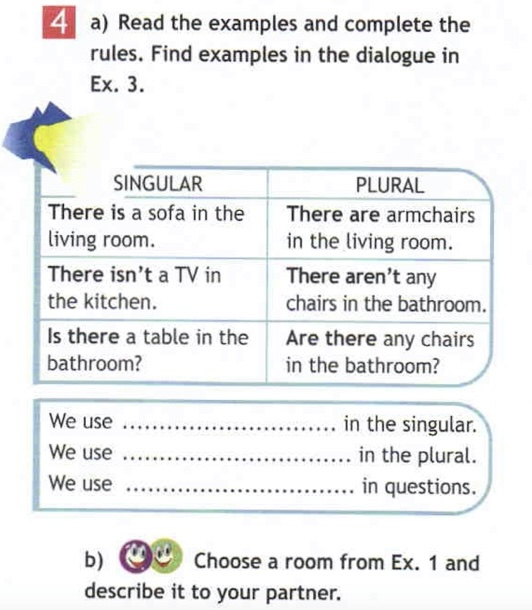 4 a) Read the examples and complete the
rules. Find examples in the dialogue in
Ex. 3.
SINGULAR PLURAL
There is a sofa in the There are armchairs
living room. in the living room.
There isn't a TV in There aren't any
the kitchen. chairs in the bathroom.
Is there a table in the Are there any chairs
bathroom? in the bathroom?
We use .............................. in the singular.
We use ................................ in the plural.
We use ................................ in questions.
b) Choose a room from Ex. 1 and
describe it to your partner.